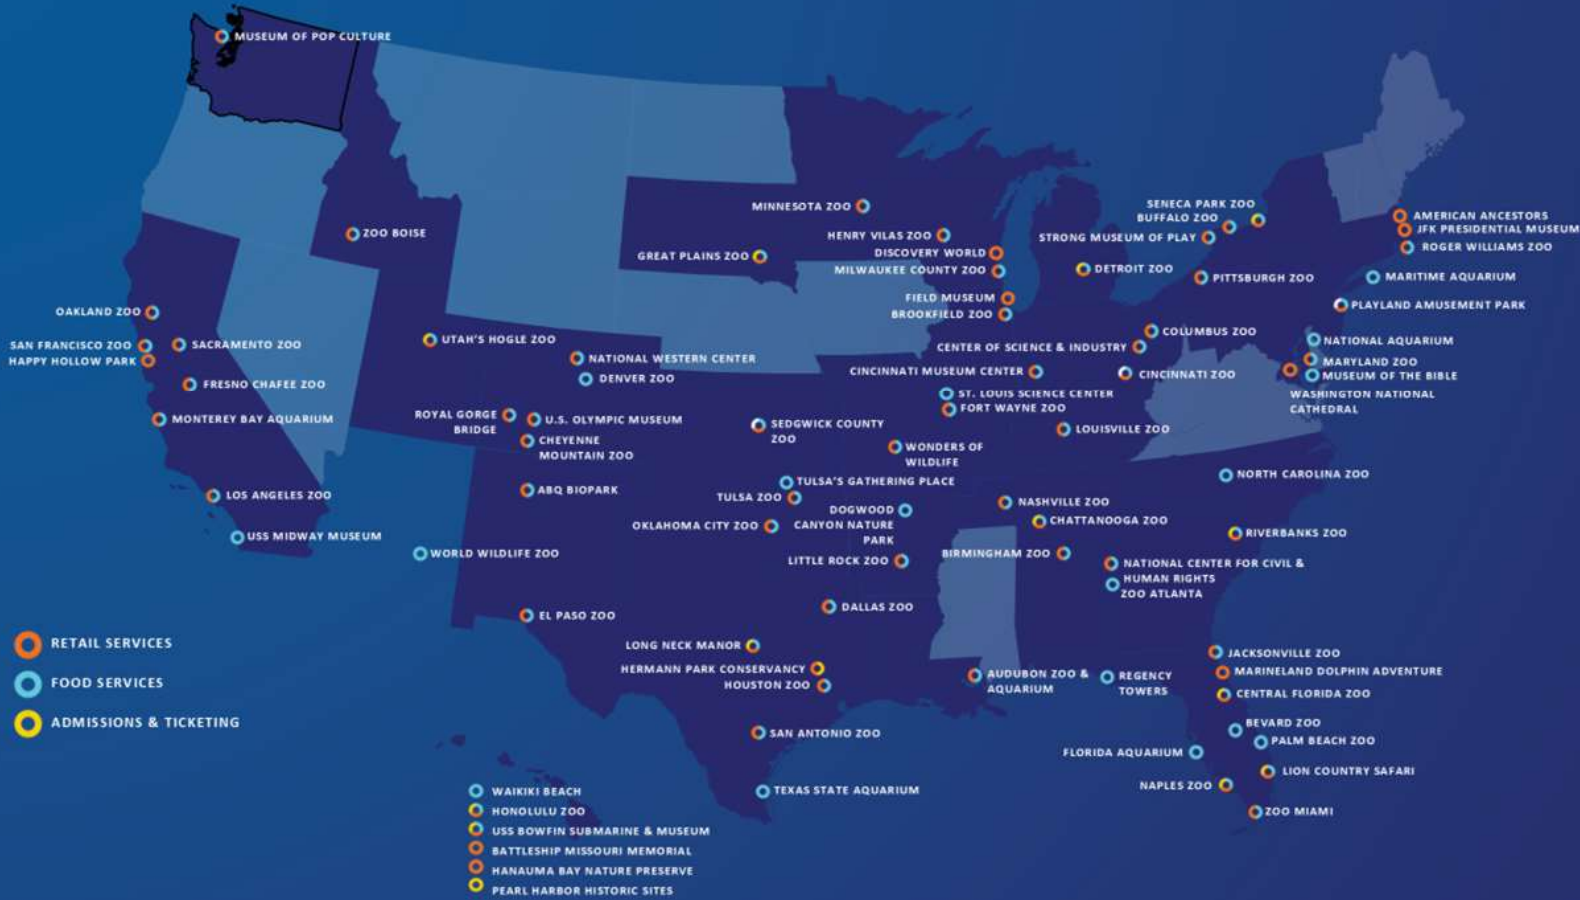 MUSEUM OF POP CULTURE
SENECA PARK ZOO
MINNESOTA ZOO
BUFFALO ZOO
AMERICAN ANCESTORS
JFK PRESIDENTIAL MUSEUM
ZOO BOISE
HENRY VILAS ZOO
STRONG MUSEUM OF PLAY
ROGER WILLIAMS ZOO
GREAT PLAINS ZOO
DISCOVERY WORLD
MILWAUKEE COUNTY ZOO
DETROIT ZOO
PITTSBURGH ZOO
MARITIME AQUARIUM
FIELD MUSEUM
PLAYLAND AMUSEMENT PARK
OAKLAND ZOO
BROOKFIELD ZOO
COLUMBUS ZOO
SAN FRANCISCO ZOO
SACRAMENTO ZOO
UTAH'S HOGLE ZOO
CENTER OF SCIENCE & INDUSTRY
NATIONAL AQUARIUM
HAPPY HOLLOW PARK
NATIONAL WESTERN CENTER
MARYLAND ZOO
FRESNO CHAFEE ZOO
DENVER ZOO
CINCINNATI MUSEUM CENTER
CINCINNATI ZOO
MUSEUM OF THE BIBLE
ST. LOUIS SCIENCE CENTER
WASHINGTON NATIONAL
CATHEDRAL
FORT WAYNE ZOO
MONTEREY BAY AQUARIUM
ROYAL GORGE
BRIDGE
U.S. OLYMPIC MUSEUM
SEDGWICK COUNTY
ZOO
LOUISVILLE ZOO
CHEYENNE
MOUNTAIN ZOO
WONDERS OF
WILDLIFE
NORTH CAROLINA ZOO
TULSA'S GATHERING PLACE
LOS ANGELES ZOO
ABQ BIOPARK
TULSA ZOO
NASHVILLE ZOO
DOGWOOD
CANYON NATURE
PARK
OKLAHOMA CITY ZOO
CHATTANOOGA ZOO
USS MIDWAY MUSEUM
RIVERBANKS ZOO
WORLD WILDLIFE ZOO
LITTLE ROCK ZOO
BIRMINGHAM ZOO
NATIONAL CENTER FOR CIVIL &
HUMAN RIGHTS
ZOO ATLANTA
EL PASO ZOO
DALLAS ZOO
RETAIL SERVICES
LONG NECK MANOR
JACKSONVILLE ZOO
HERMANN PARK CONSERVANCY
MARINELAND DOLPHIN ADVENTURE
FOOD SERVICES
HOUSTON ZOO
AUDUBON ZOO &
AQUARIUM
REGENCY
TOWERS
CENTRAL FLORIDA ZOO
ADMISSIONS & TICKETING
SAN ANTONIO ZOO
BEVARD ZOO
PALM BEACH ZOO
FLORIDA AQUARIUM
LION COUNTRY SAFARI
WAIKIKI BEACH
TEXAS STATE AQUARIUM
NAPLES ZOO
HONOLULU ZOO
ZOO MIAMI
USS BOWFIN SUBMARINE & MUSEUM
BATTLESHIP MISSOURI MEMORIAL
HANAUMA BAY NATURE PRESERVE
PEARL HARBOR HISTORIC SITES